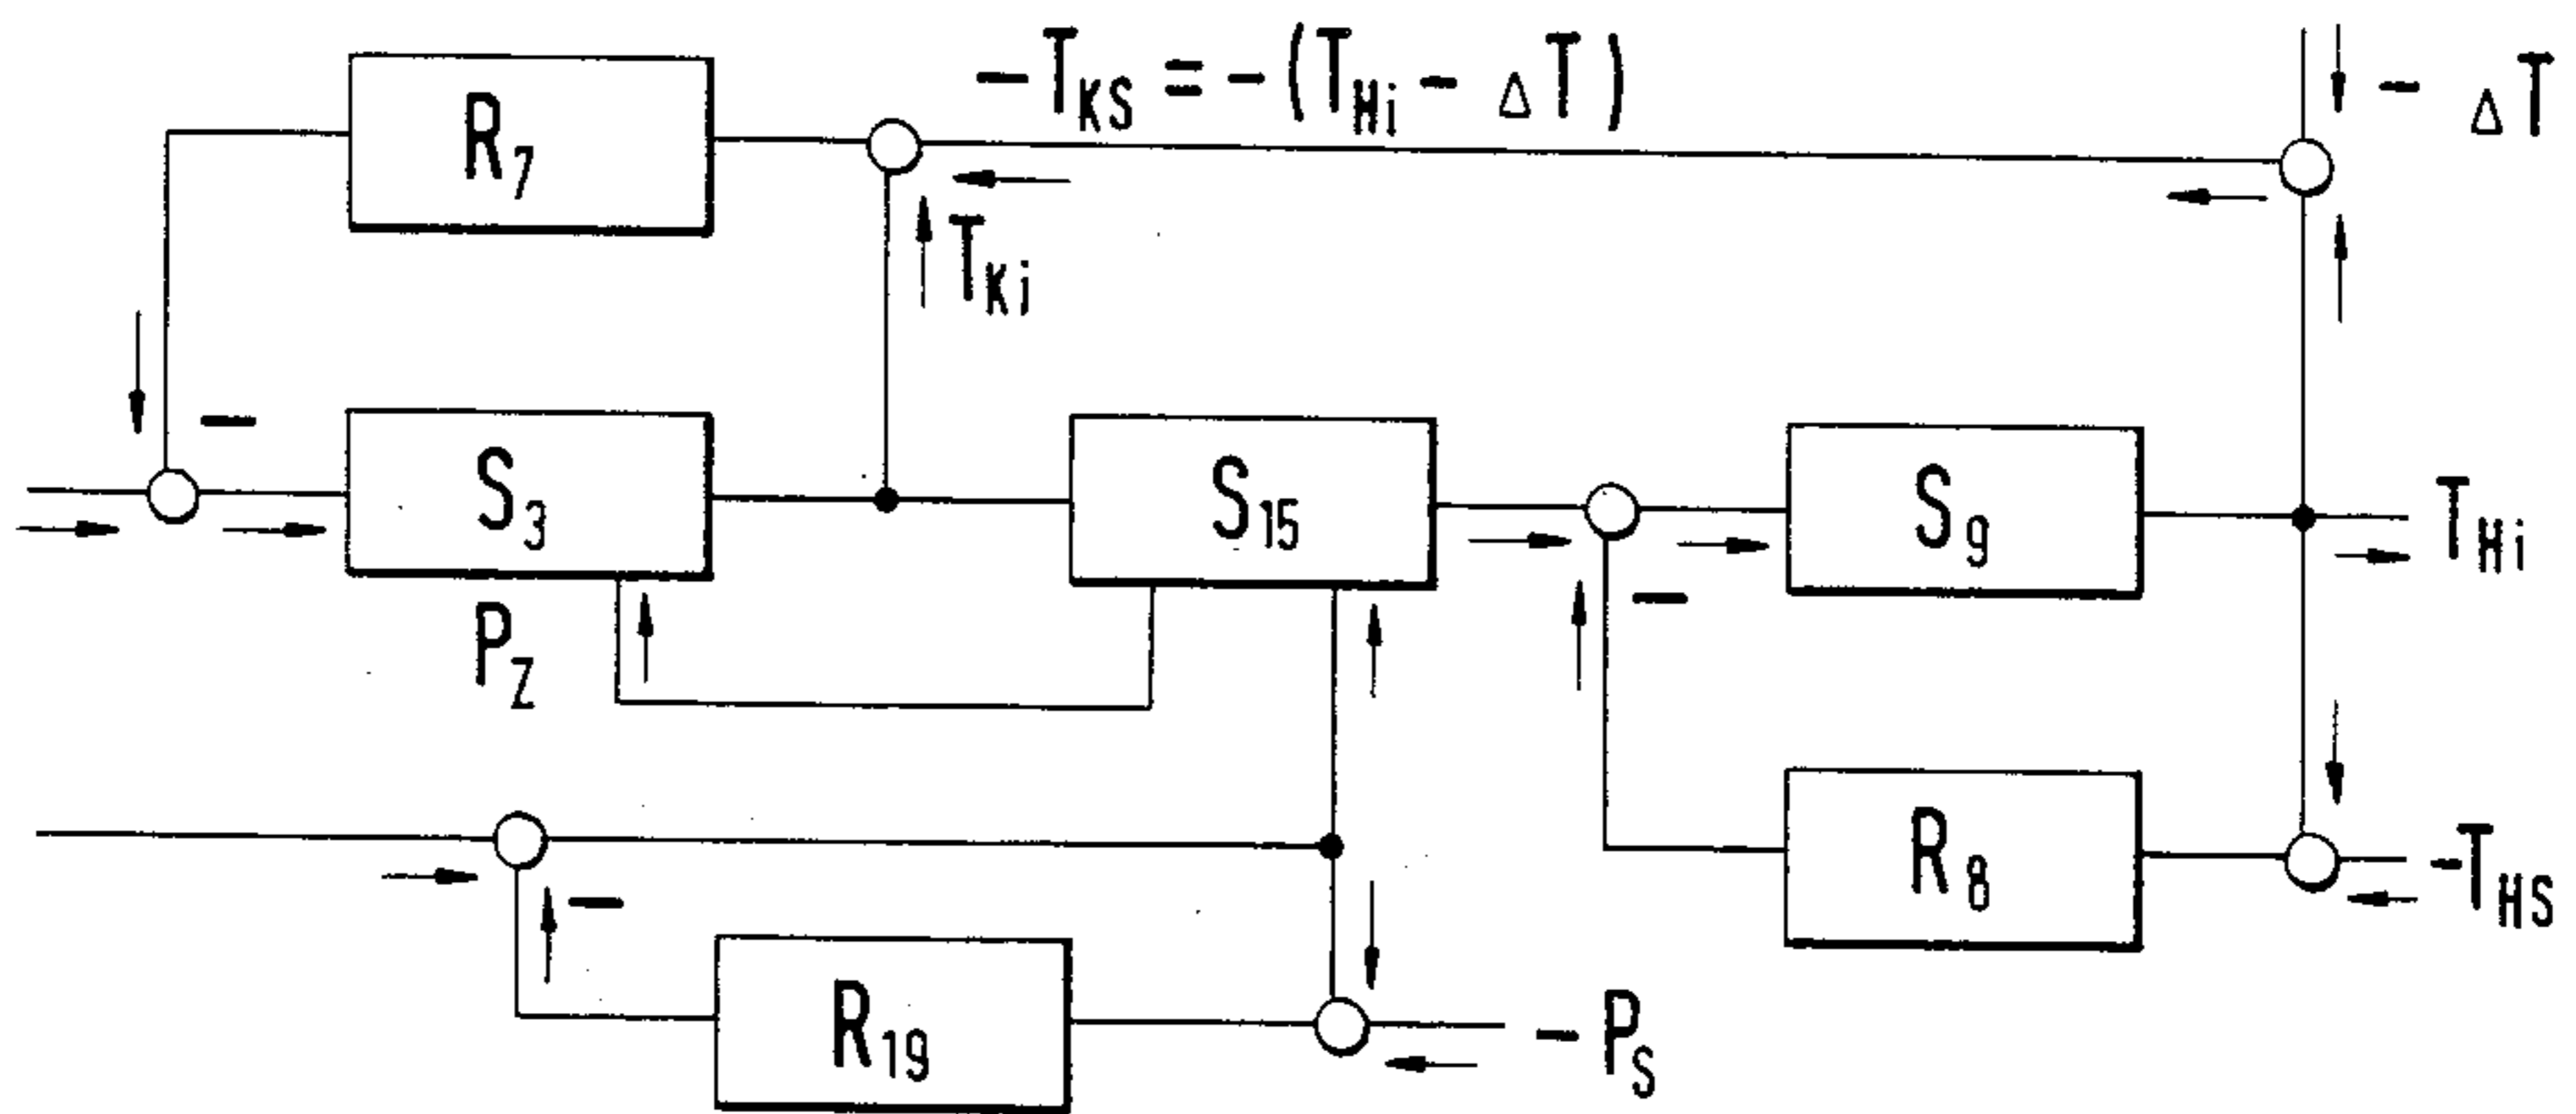 R7
-TKS = -(THi - ΔT)
- ΔT
TKi
-
S3
S15
S9
THi
PZ
-
-
R8
-THS
R19
- PS